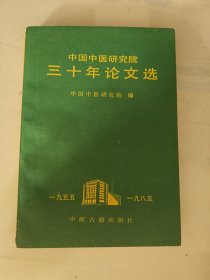 中国中医研究院
三十年论文选
中国中医研究院 编
一九五五 一九八五
中医古籍出版社